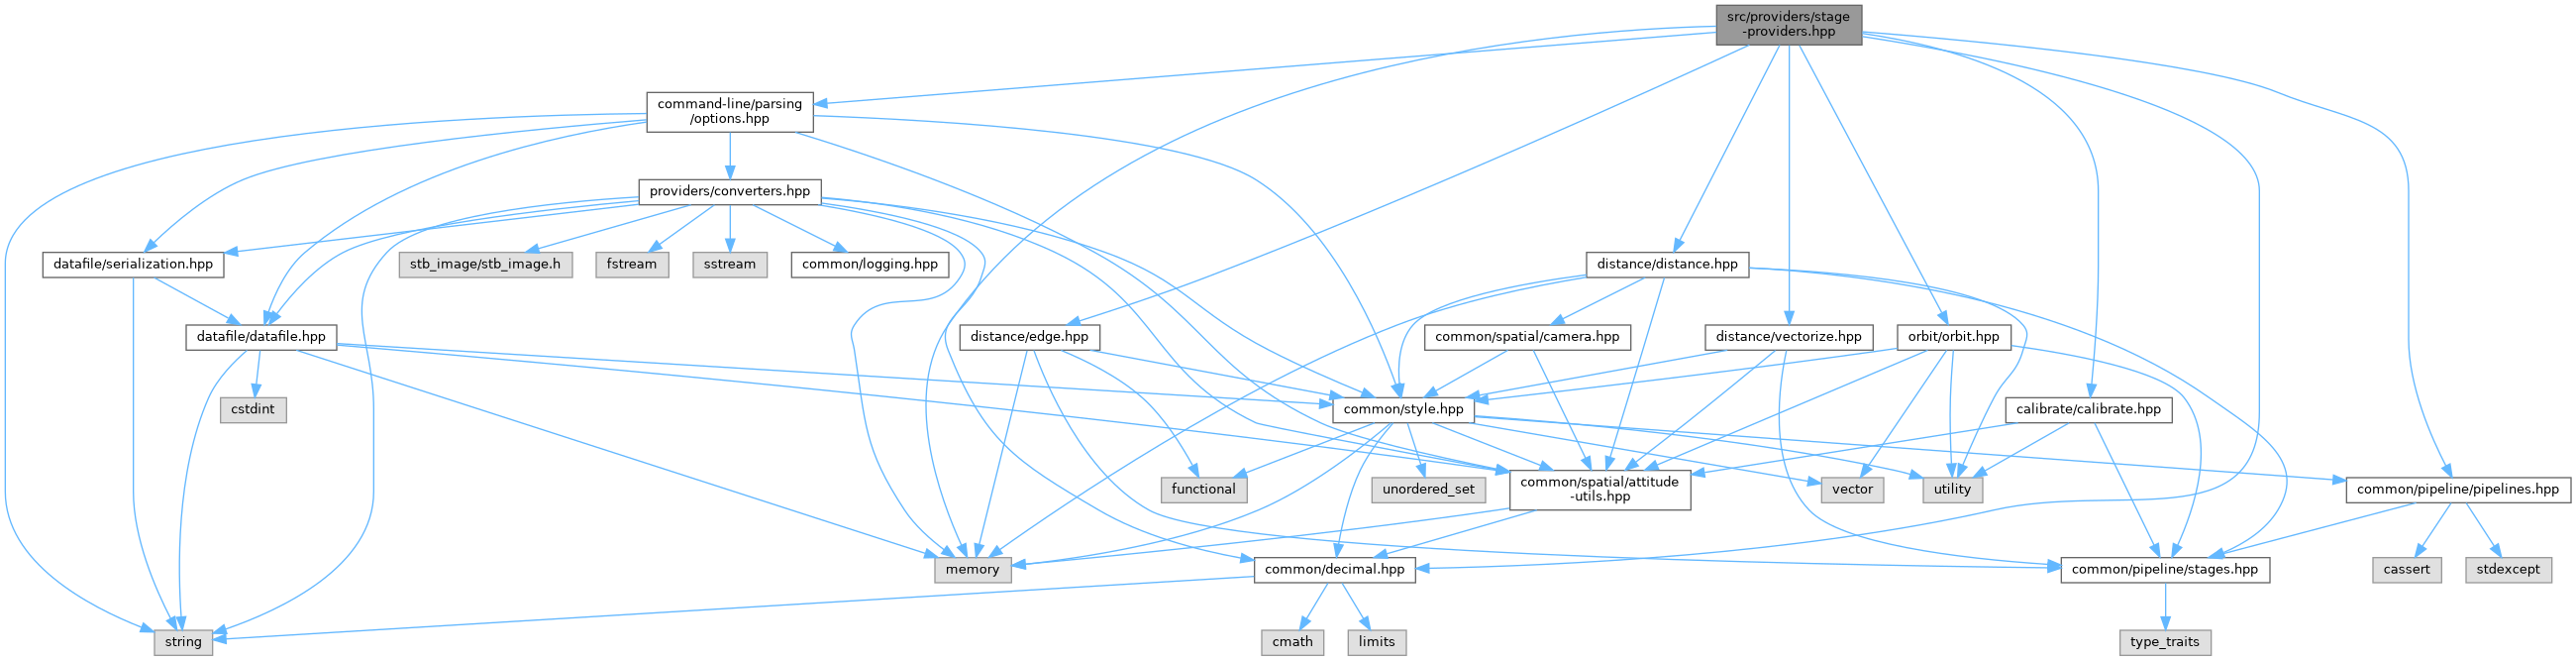 src/providers/stage
-providers.hpp
command-line/parsing
/options.hpp
providers/converters.hpp
datafile/serialization.hpp
stb_image/stb_image.h
fstream
sstream
common/logging.hpp
distance/distance.hpp
datafile/datafile.hpp
distance/edge.hpp
common/spatial/camera.hpp
distance/vectorize.hpp
orbit/orbit.hpp
cstdint
common/style.hpp
calibrate/calibrate.hpp
functional
unordered_set
common/spatial/attitude
-utils.hpp
vector
utility
common/pipeline/pipelines.hpp
memory
common/decimal.hpp
common/pipeline/stages.hpp
cassert
stdexcept
string
cmath
limits
type_traits